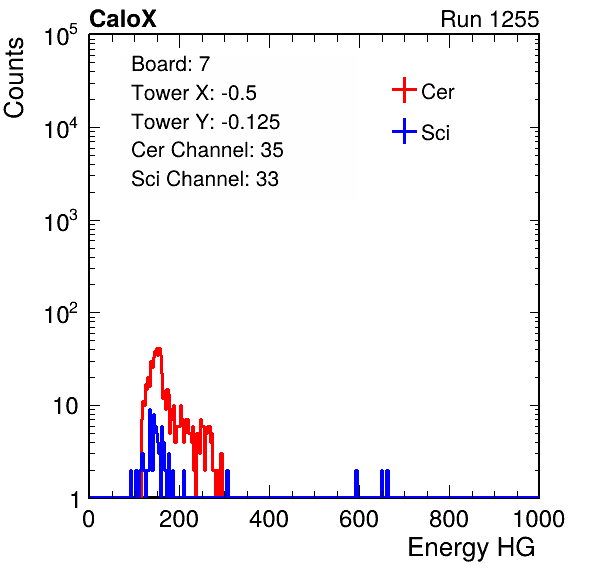 CaloX Run 1255
Counts
10^5
10^4
10^3
10^2
10
1
Board: 7
Tower X: -0.5
Tower Y: -0.125
Cer Channel: 35
Sci Channel: 33
Cer
Sci
0 200 400 600 800 1000
Energy HG